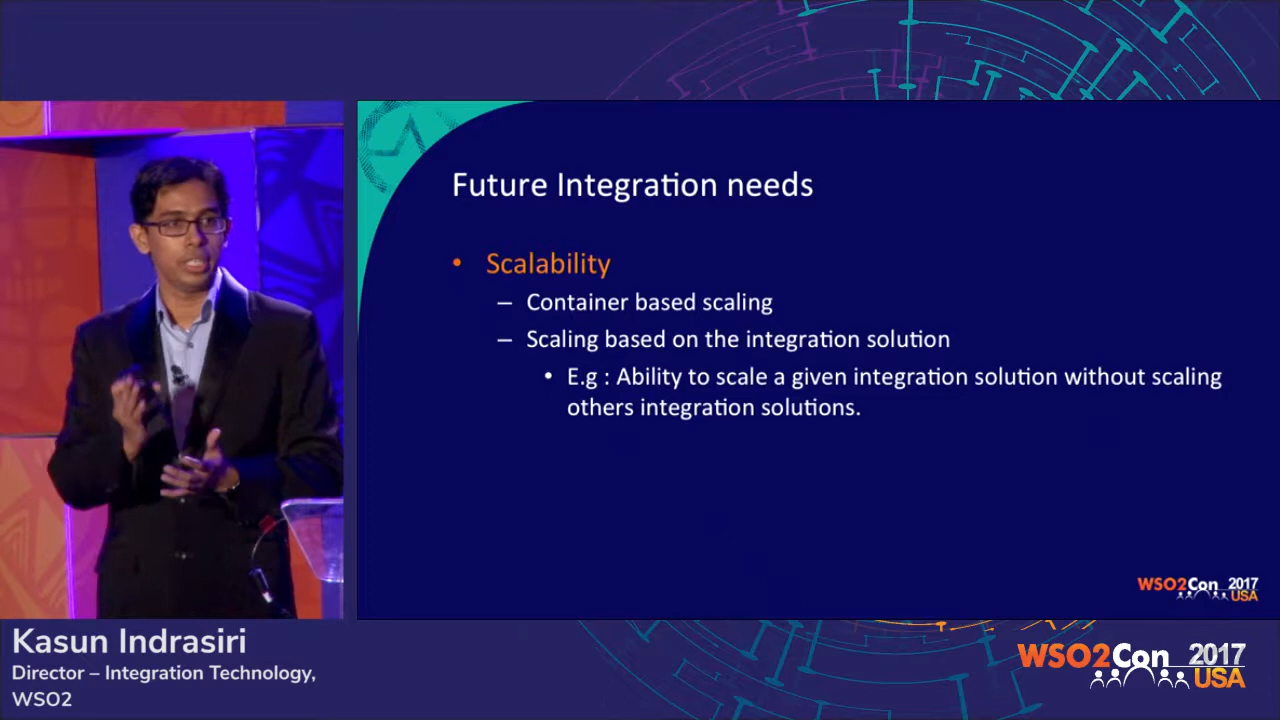 Future Integration needs
• Scalability
– Container based scaling
– Scaling based on the integration solution
• E.g : Ability to scale a given integration solution without scaling
others integration solutions.
WSO2Con 2017
USA
Kasun Indrasiri
Director – Integration Technology,
WSO2
WSO2Con 2017
USA